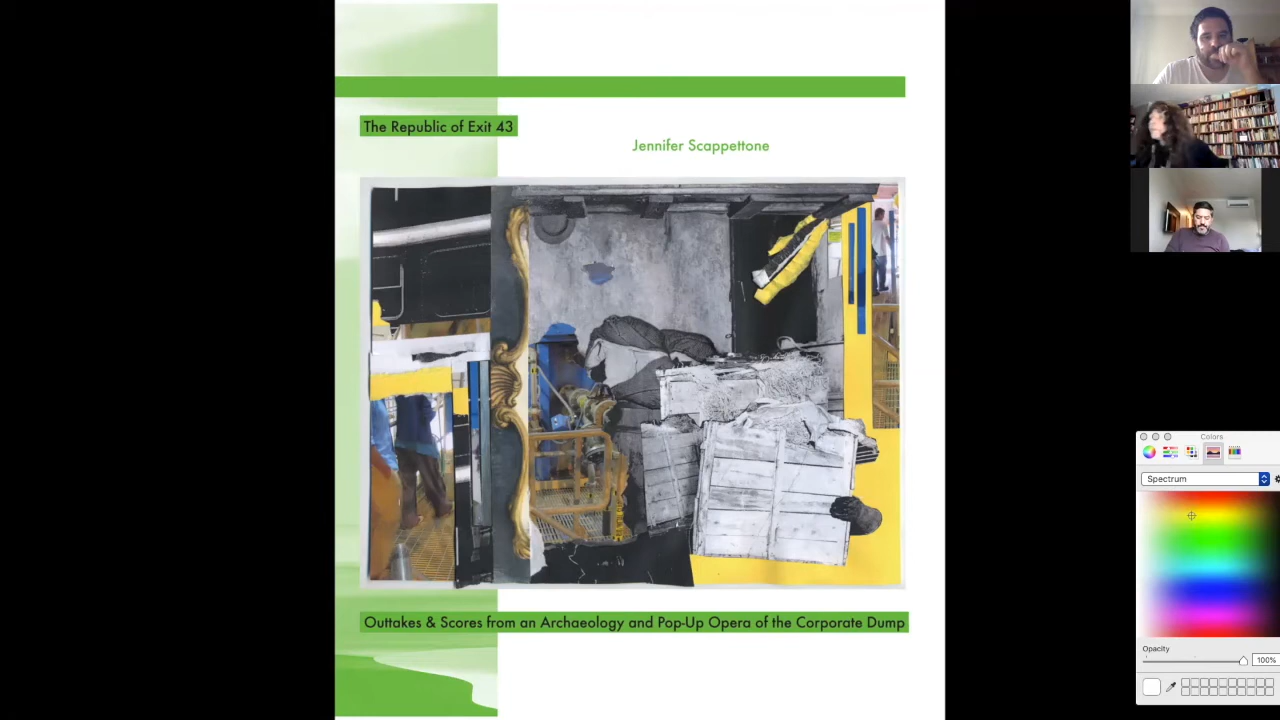 The Republic of Exit 43
Jennifer Scappettone
Outtakes & Scores from an Archaeology and Pop-Up Opera of the Corporate Dump
Colors
Spectrum
Opacity
100%